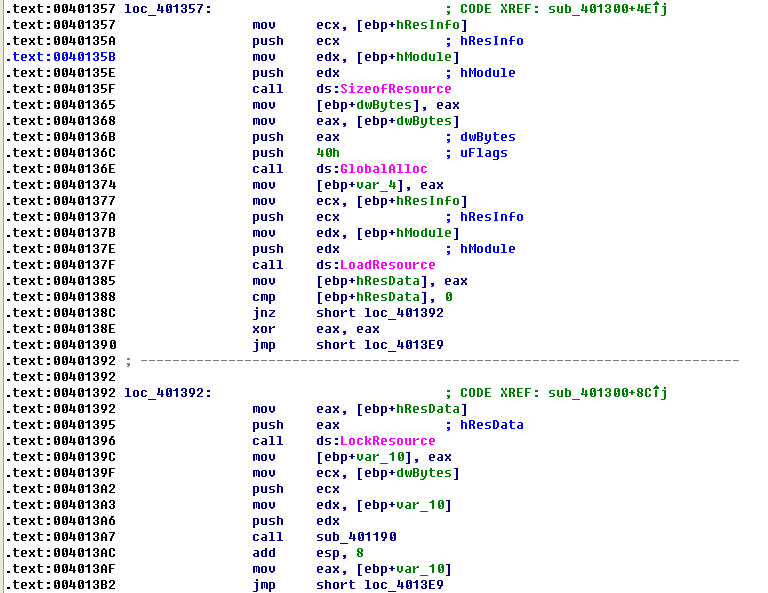 .text:00401357 loc_401357: ; CODE XREF: sub_401300+4E↑j
.text:00401357 mov ecx, [ebp+hResInfo]
.text:0040135A push ecx ; hResInfo
.text:0040135B mov edx, [ebp+hModule]
.text:0040135E push edx ; hModule
.text:0040135F call ds:SizeofResource
.text:00401365 mov [ebp+dwBytes], eax
.text:00401368 mov eax, [ebp+dwBytes]
.text:0040136B push eax ; dwBytes
.text:0040136C push 40h ; uFlags
.text:0040136E call ds:GlobalAlloc
.text:00401374 mov [ebp+var_4], eax
.text:00401377 mov ecx, [ebp+hResInfo]
.text:0040137A push ecx ; hResInfo
.text:0040137B mov edx, [ebp+hModule]
.text:0040137E push edx ; hModule
.text:0040137F call ds:LoadResource
.text:00401385 mov [ebp+hResData], eax
.text:00401388 cmp [ebp+hResData], 0
.text:0040138C jnz short loc_401392
.text:0040138E xor eax, eax
.text:00401390 jmp short loc_4013E9
.text:00401392 ; ---------------------------------------------------------------------------
.text:00401392
.text:00401392 loc_401392: ; CODE XREF: sub_401300+8C↑j
.text:00401392 mov eax, [ebp+hResData]
.text:00401395 push eax ; hResData
.text:00401396 call ds:LockResource
.text:0040139C mov [ebp+var_10], eax
.text:0040139F mov ecx, [ebp+dwBytes]
.text:004013A2 push ecx
.text:004013A3 mov edx, [ebp+var_10]
.text:004013A6 push edx
.text:004013A7 call sub_401190
.text:004013AC add esp, 8
.text:004013AF mov eax, [ebp+var_10]
.text:004013B2 jmp short loc_4013E9